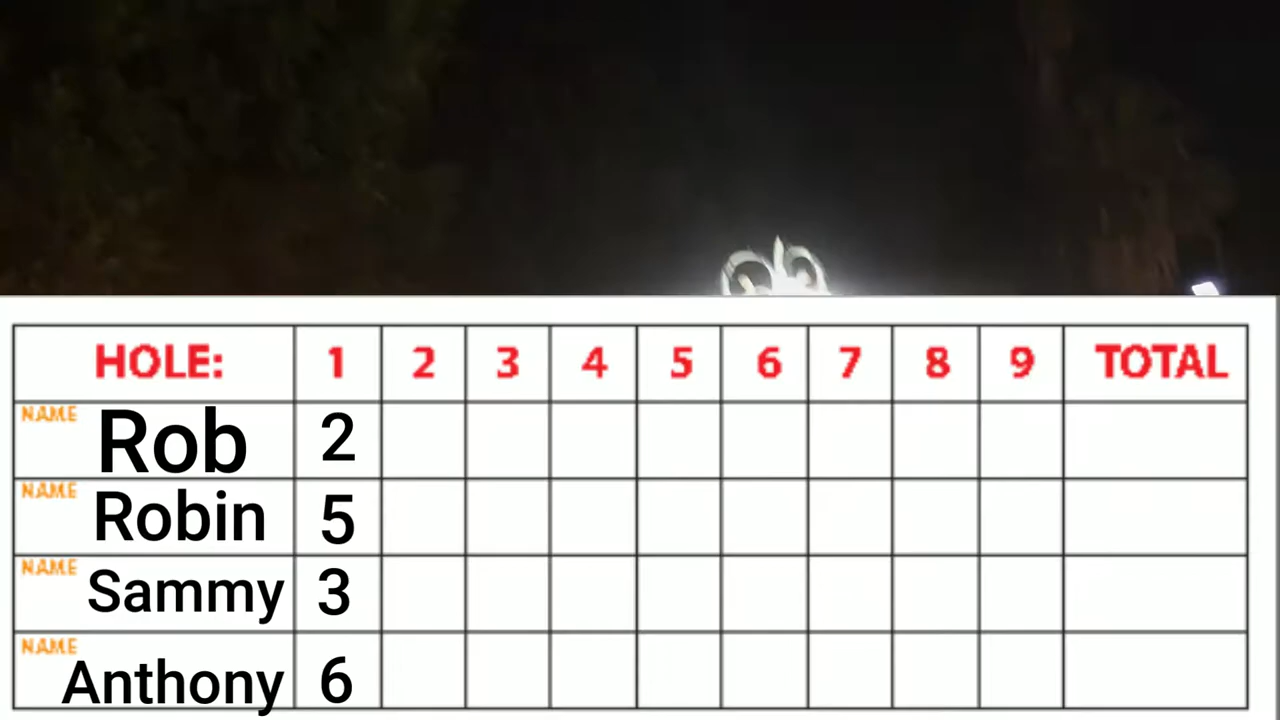 HOLE: 1 2 3 4 5 6 7 8 9 TOTAL
NAME Rob 2
NAME Robin 5
NAME Sammy 3
NAME Anthony 6